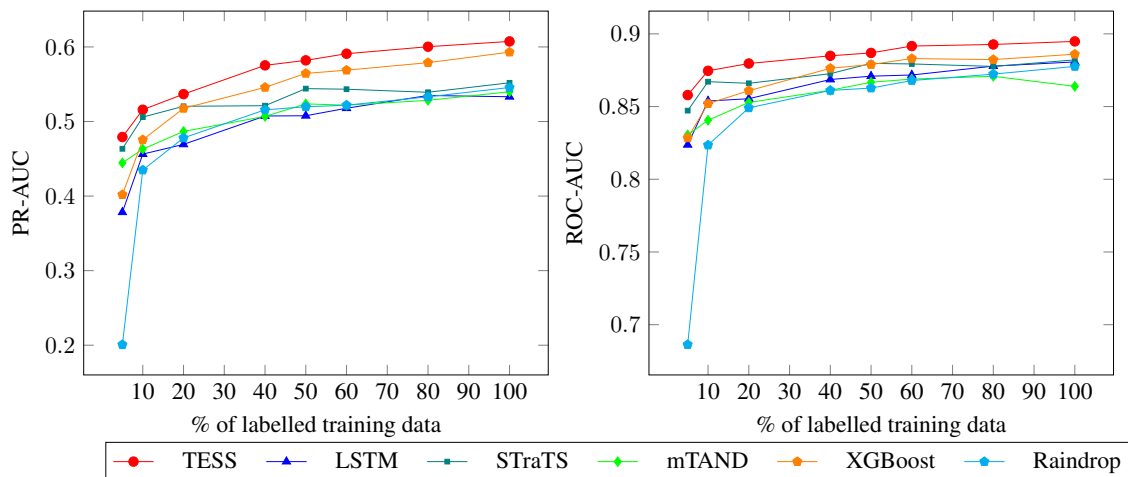 0.6
0.5
0.4
0.3
0.2
PR-AUC
10 20 30 40 50 60 70 80 90 100
% of labelled training data
0.9
0.85
0.8
0.75
0.7
ROC-AUC
10 20 30 40 50 60 70 80 90 100
% of labelled training data
TESS LSTM STraTS mTAND XGBoost Raindrop